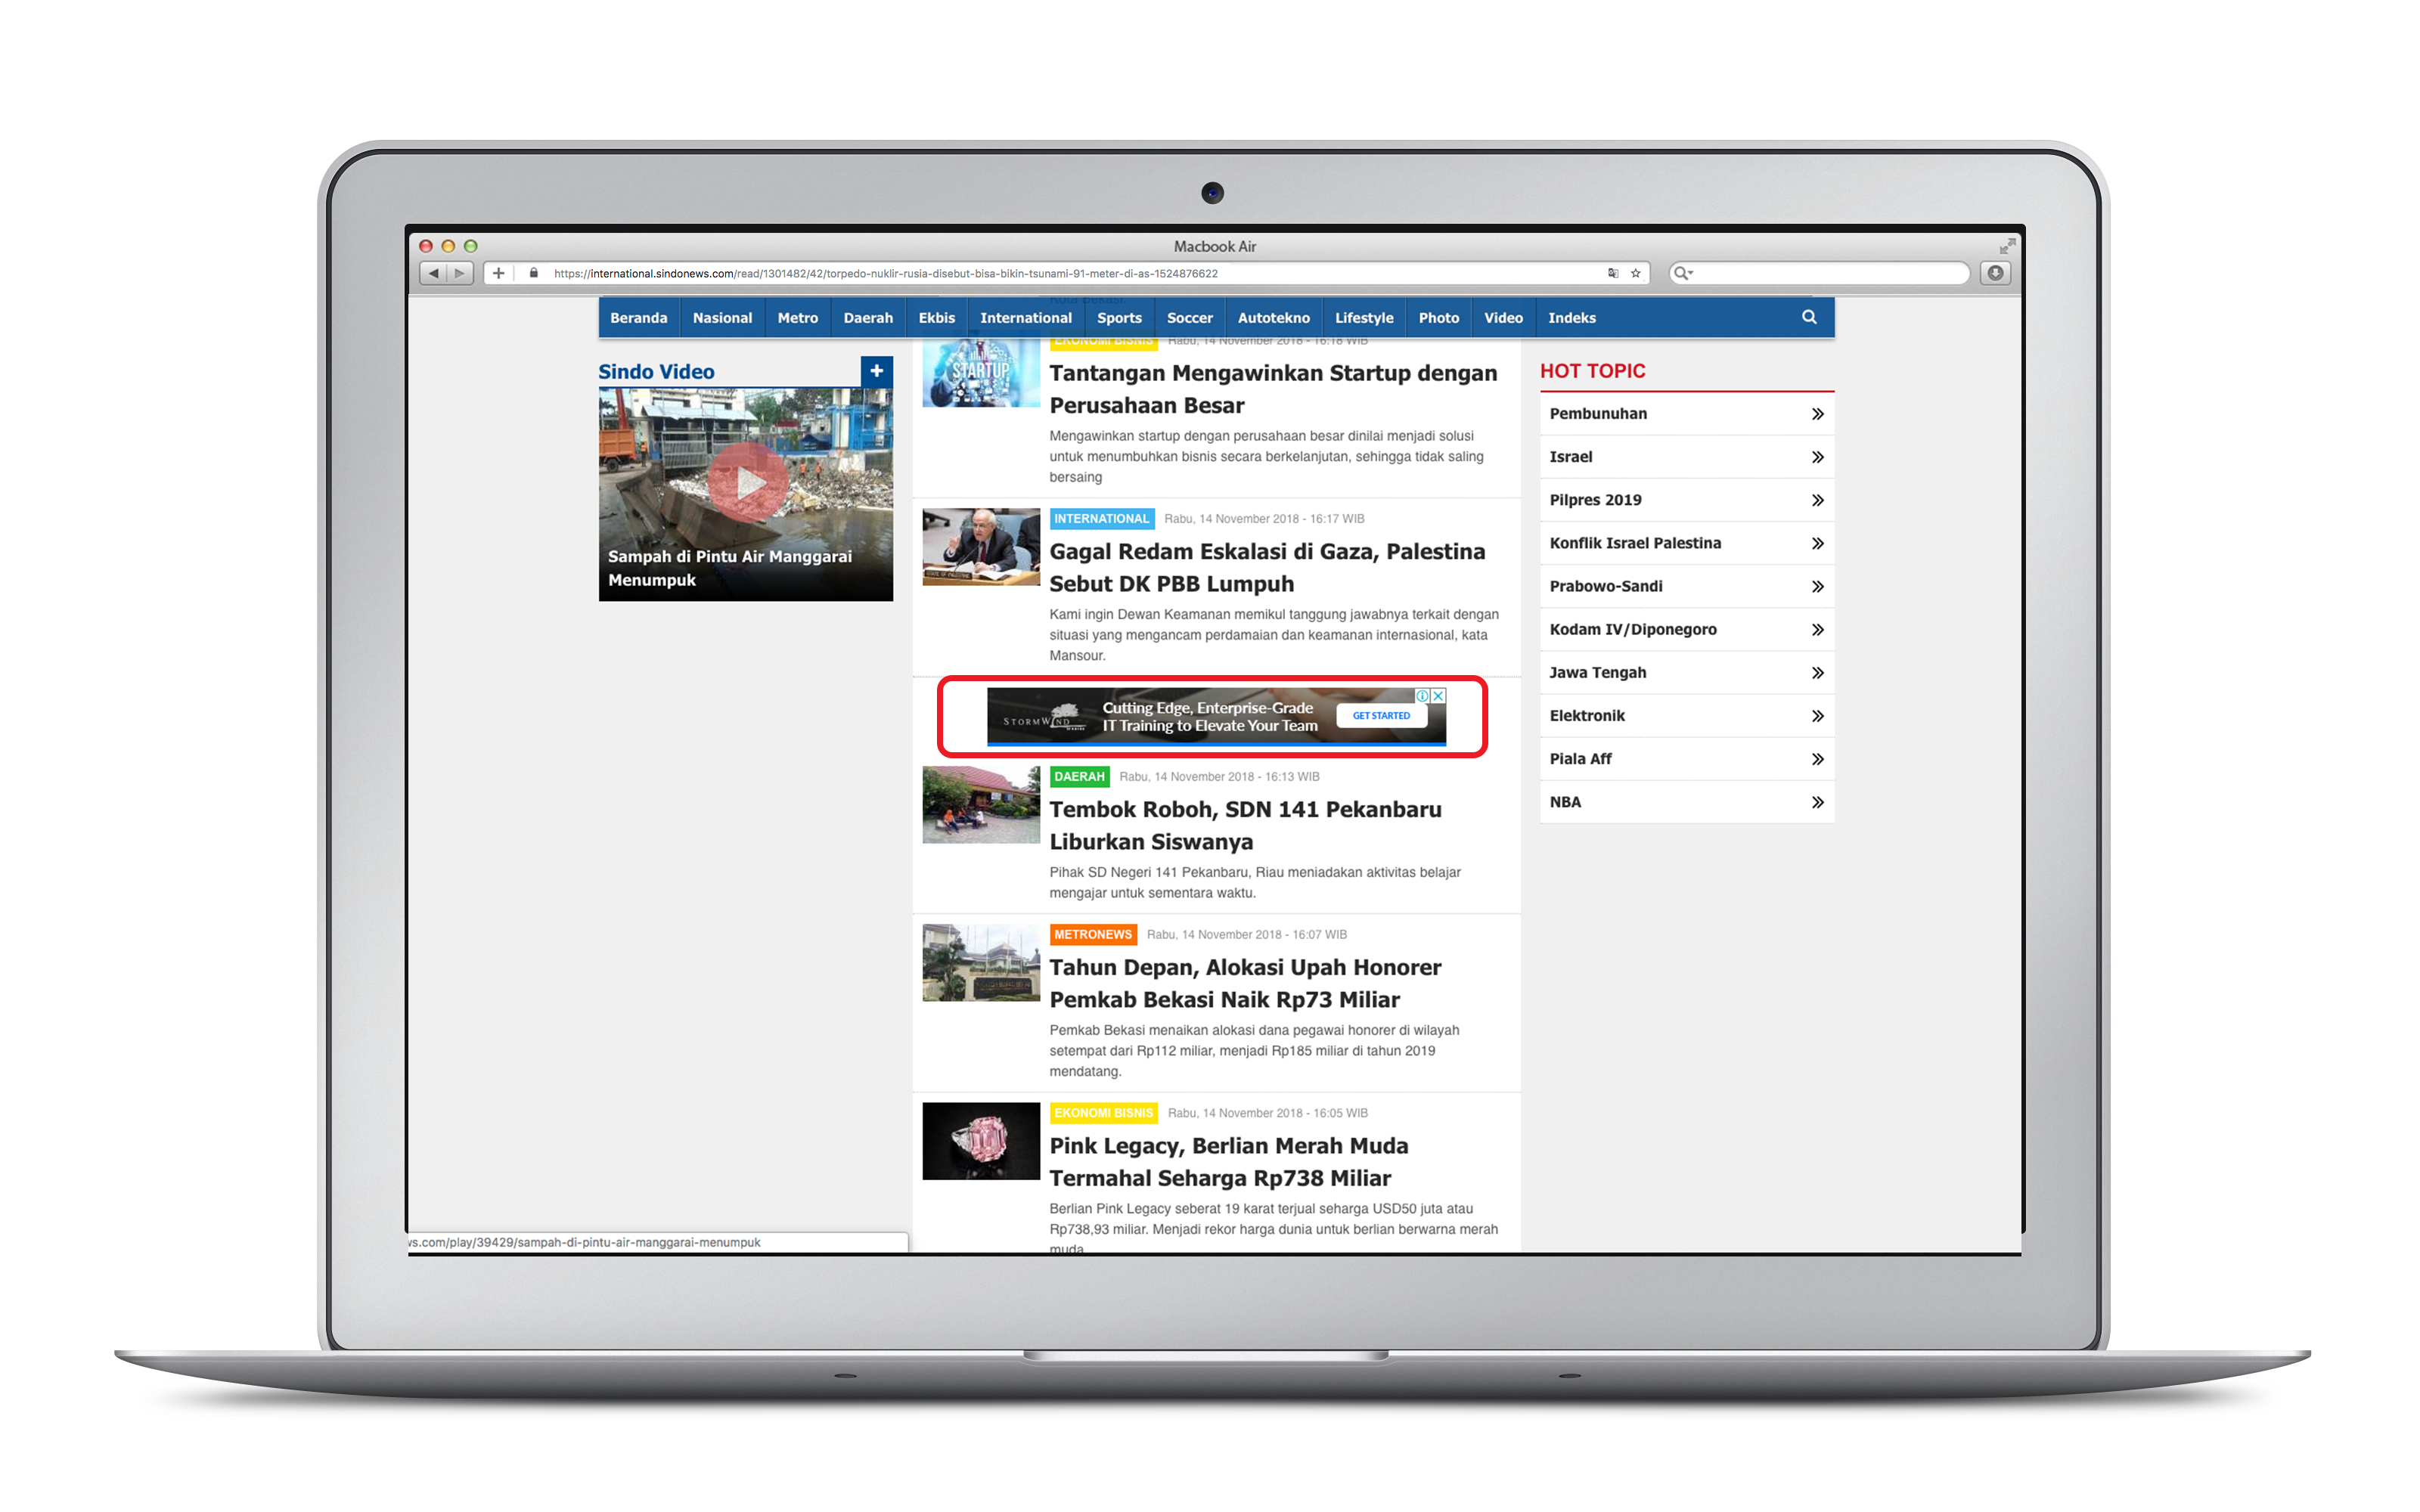 Macbook Air
https://international.sindonews.com/read/1301482/42/torpedo-nuklir-rusia-disebut-bisa-bikin-tsunami-91-meter-di-as-1524876622
Kota Bekasi.
Beranda Nasional Metro Daerah Ekbis International Sports Soccer Autotekno Lifestyle Photo Video Indeks
Sindo Video
+
Sampah di Pintu Air Manggarai
Menumpuk
STARTUP
EKONOMI BISNIS Rabu, 14 November 2018 - 16:18 WIB
Tantangan Mengawinkan Startup dengan
Perusahaan Besar
Mengawinkan startup dengan perusahaan besar dinilai menjadi solusi
untuk menumbuhkan bisnis secara berkelanjutan, sehingga tidak saling
bersaing
INTERNATIONAL Rabu, 14 November 2018 - 16:17 WIB
Gagal Redam Eskalasi di Gaza, Palestina
Sebut DK PBB Lumpuh
Kami ingin Dewan Keamanan memikul tanggung jawabnya terkait dengan
situasi yang mengancam perdamaian dan keamanan internasional, kata
Mansour.
STORMWIND
Cutting Edge, Enterprise-Grade
IT Training to Elevate Your Team
GET STARTED
DAERAH Rabu, 14 November 2018 - 16:13 WIB
Tembok Roboh, SDN 141 Pekanbaru
Liburkan Siswanya
Pihak SD Negeri 141 Pekanbaru, Riau meniadakan aktivitas belajar
mengajar untuk sementara waktu.
METRONEWS Rabu, 14 November 2018 - 16:07 WIB
Tahun Depan, Alokasi Upah Honorer
Pemkab Bekasi Naik Rp73 Miliar
Pemkab Bekasi menaikan alokasi dana pegawai honorer di wilayah
setempat dari Rp112 miliar, menjadi Rp185 miliar di tahun 2019
mendatang.
EKONOMI BISNIS Rabu, 14 November 2018 - 16:05 WIB
Pink Legacy, Berlian Merah Muda
Termahal Seharga Rp738 Miliar
Berlian Pink Legacy seberat 19 karat terjual seharga USD50 juta atau
Rp738,93 miliar. Menjadi rekor harga dunia untuk berlian berwarna merah
muda
HOT TOPIC
Pembunuhan
Israel
Pilpres 2019
Konflik Israel Palestina
Prabowo-Sandi
Kodam IV/Diponegoro
Jawa Tengah
Elektronik
Piala Aff
NBA
ws.com/play/39429/sampah-di-pintu-air-manggarai-menumpuk